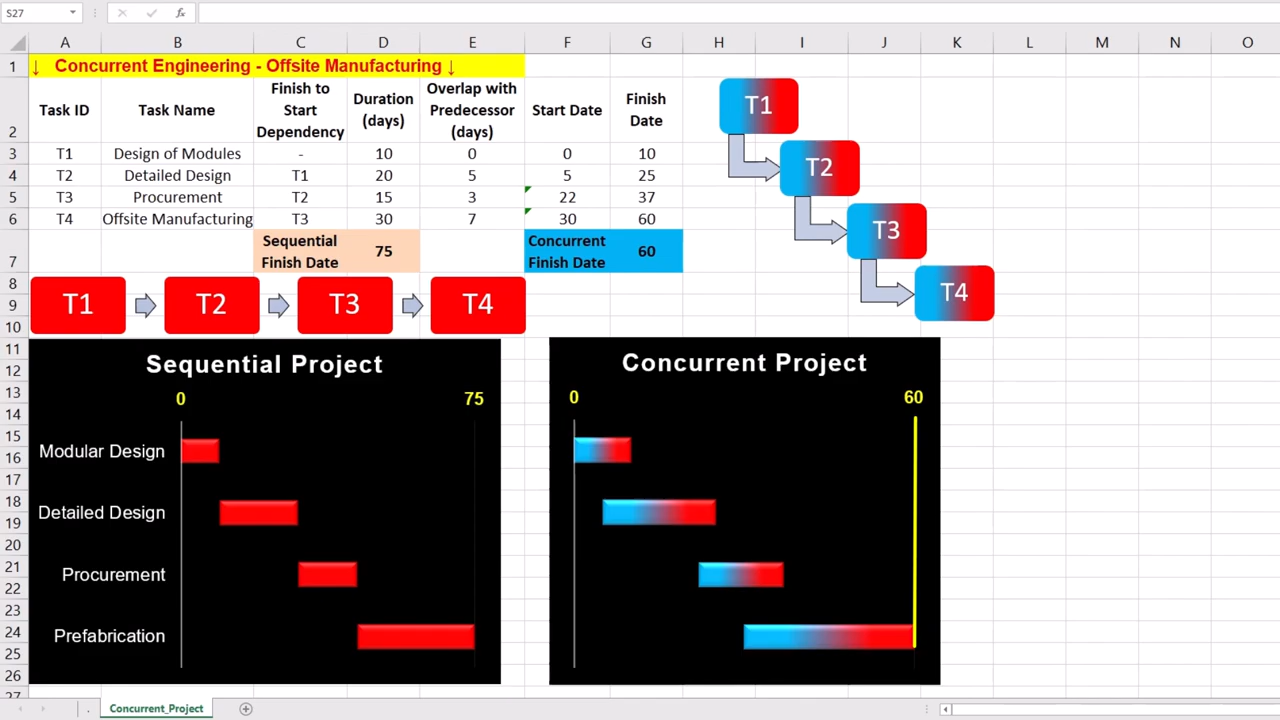 S27
fx
A B C D E F G H I J K L M N O
1 ↓ Concurrent Engineering - Offsite Manufacturing ↓
2 Task ID Task Name Finish to Start Dependency Duration (days) Overlap with Predecessor (days) Start Date Finish Date
3 T1 Design of Modules - 10 0 0 10
4 T2 Detailed Design T1 20 5 5 25
5 T3 Procurement T2 15 3 22 37
6 T4 Offsite Manufacturing T3 30 7 30 60
7 Sequential Finish Date 75 Concurrent Finish Date 60
T1
T2
T3
T4
8
9 T1 T2 T3 T4
10
11
12
13
14
15
16
17
18
19
20
21
22
23
24
25
26
27
Sequential Project
0 75
Modular Design
Detailed Design
Procurement
Prefabrication
Concurrent Project
0 60
. Concurrent_Project